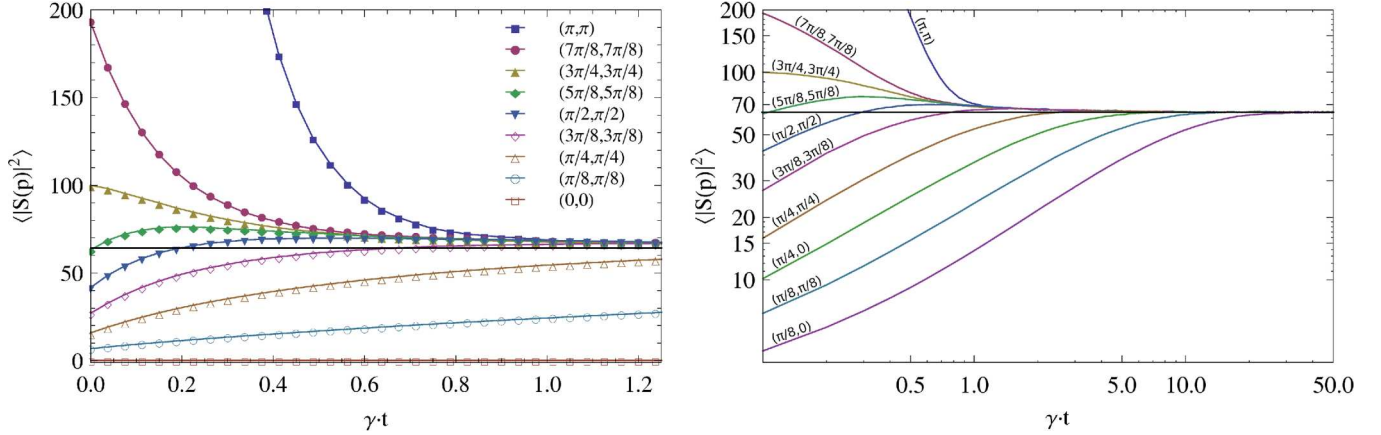 200
150
100
50
0
⟨|S(p)|²⟩
0.0 0.2 0.4 0.6 0.8 1.0 1.2
γ·t
(π,π)
(7π/8,7π/8)
(3π/4,3π/4)
(5π/8,5π/8)
(π/2,π/2)
(3π/8,3π/8)
(π/4,π/4)
(π/8,π/8)
(0,0)
200
150
100
70
50
30
20
15
10
⟨|S(p)|²⟩
(π,π)
(7π/8,7π/8)
(3π/4,3π/4)
(5π/8,5π/8)
(π/2,π/2)
(3π/8,3π/8)
(π/4,π/4)
(π/4,0)
(π/8,π/8)
(π/8,0)
0.5 1.0 5.0 10.0 50.0
γ·t